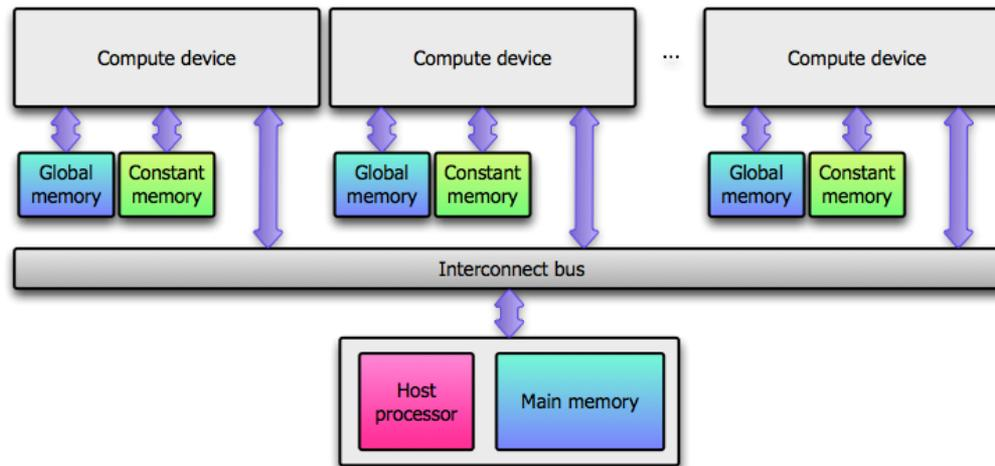 Compute device
Compute device
...
Compute device
Global
memory
Constant
memory
Global
memory
Constant
memory
Global
memory
Constant
memory
Interconnect bus
Host
processor
Main memory